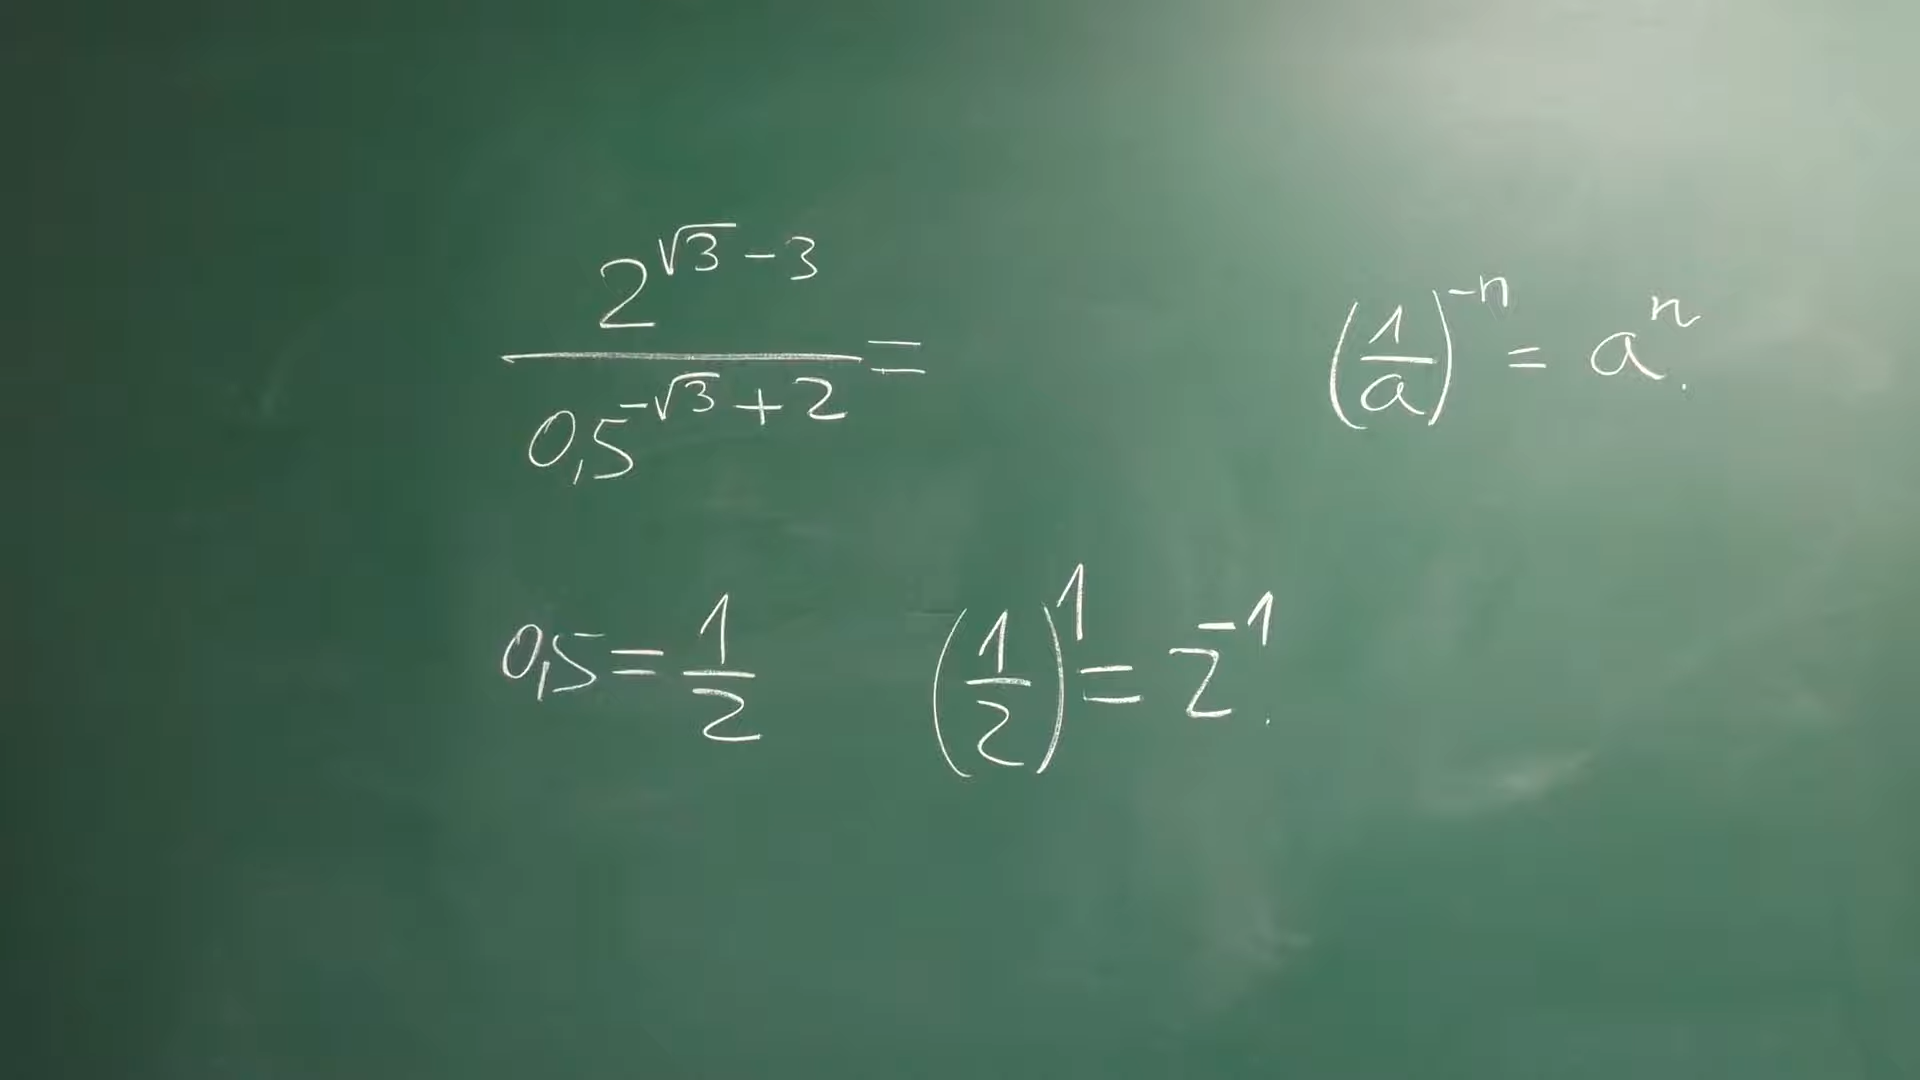 2^(√3 - 3) / 0,5^(-√3 + 2) =
(1/a)^-n = a^n.
0,5 = 1/2
(1/2)^1 = 2^-1.